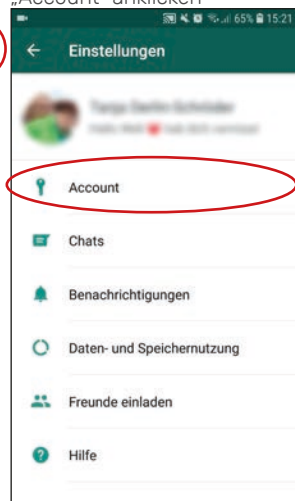 „Account“ anklicken
65% 15:21
Einstellungen
Account
Chats
Benachrichtigungen
Daten- und Speichernutzung
Freunde einladen
Hilfe